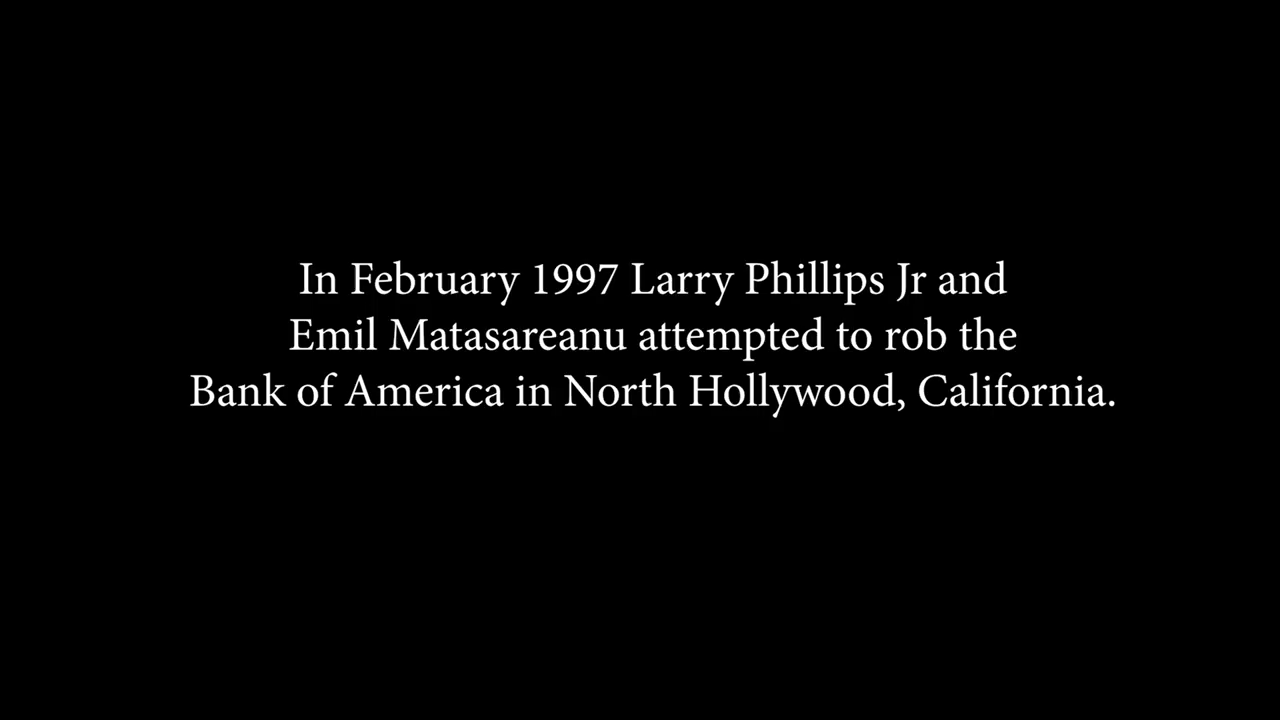 In February 1997 Larry Phillips Jr and
Emil Matasareanu attempted to rob the
Bank of America in North Hollywood, California.